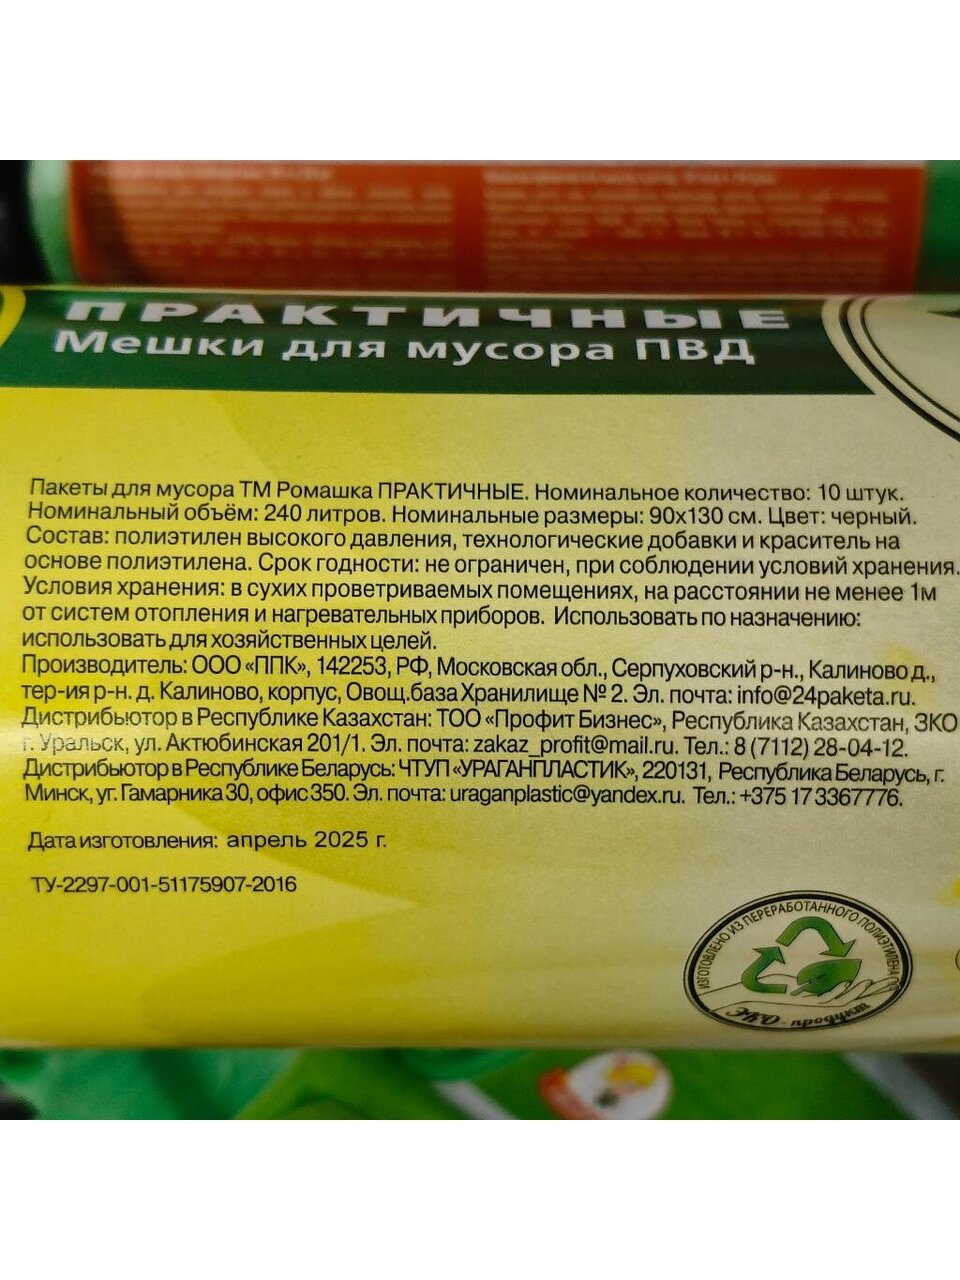 ПРАКТИЧНЫЕ
Мешки для мусора ПВД
Пакеты для мусора ТМ Ромашка ПРАКТИЧНЫЕ. Номинальное количество: 10 штук.
Номинальный объём: 240 литров. Номинальные размеры: 90х130 см. Цвет: черный.
Состав: полиэтилен высокого давления, технологические добавки и краситель на
основе полиэтилена. Срок годности: не ограничен, при соблюдении условий хранения.
Условия хранения: в сухих проветриваемых помещениях, на расстоянии не менее 1м
от систем отопления и нагревательных приборов. Использовать по назначению:
использовать для хозяйственных целей.
Производитель: ООО «ППК», 142253, РФ, Московская обл., Серпуховский р-н., Калиново д.,
тер-ия р-н. д. Калиново, корпус, Овощ.база Хранилище № 2. Эл. почта: info@24paketa.ru.
Дистрибьютор в Республике Казахстан: ТОО «Профит Бизнес», Республика Казахстан, ЗКО
г. Уральск, ул. Актюбинская 201/1. Эл. почта: zakaz_profit@mail.ru. Тел.: 8 (7112) 28-04-12.
Дистрибьютор в Республике Беларусь: ЧТУП «УРАГАНПЛАСТИК», 220131, Республика Беларусь, г.
Минск, уг. Гамарника 30, офис 350. Эл. почта: uraganplastic@yandex.ru. Тел.: +375 17 3367776.
Дата изготовления: апрель 2025 г.
ТУ-2297-001-51175907-2016
ИЗГОТОВЛЕНО ИЗ ПЕРЕРАБОТАННОГО ПОЛИЭТИЛЕНА
ЭКО - продукт